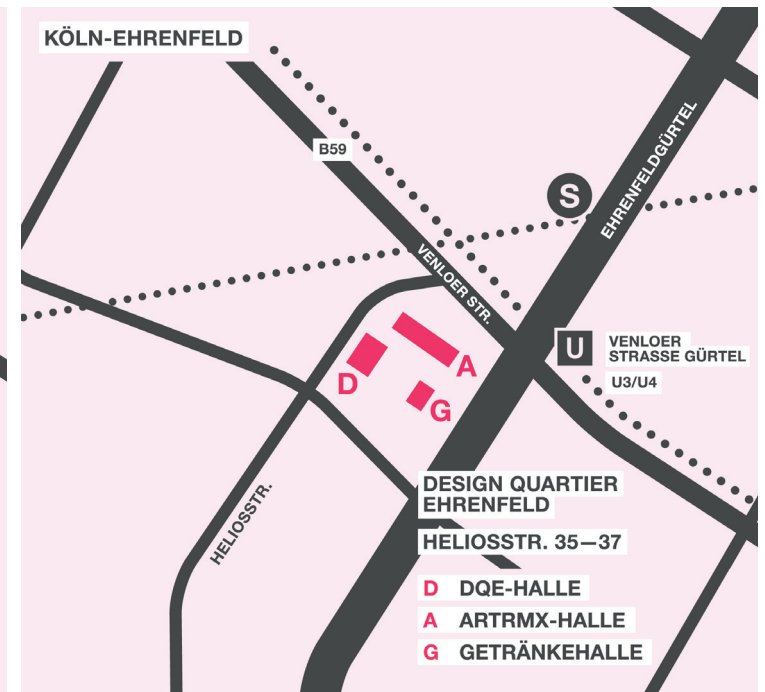 KÖLN-EHRENFELD
B59
EHRENFELDGÜRTEL
S
VENLOER STR.
U
VENLOER
STRASSE GÜRTEL
U3/U4
D
A
G
HELIOSSTR.
DESIGN QUARTIER
EHRENFELD
HELIOSSTR. 35—37
D DQE-HALLE
A ARTRMX-HALLE
G GETRÄNKEHALLE